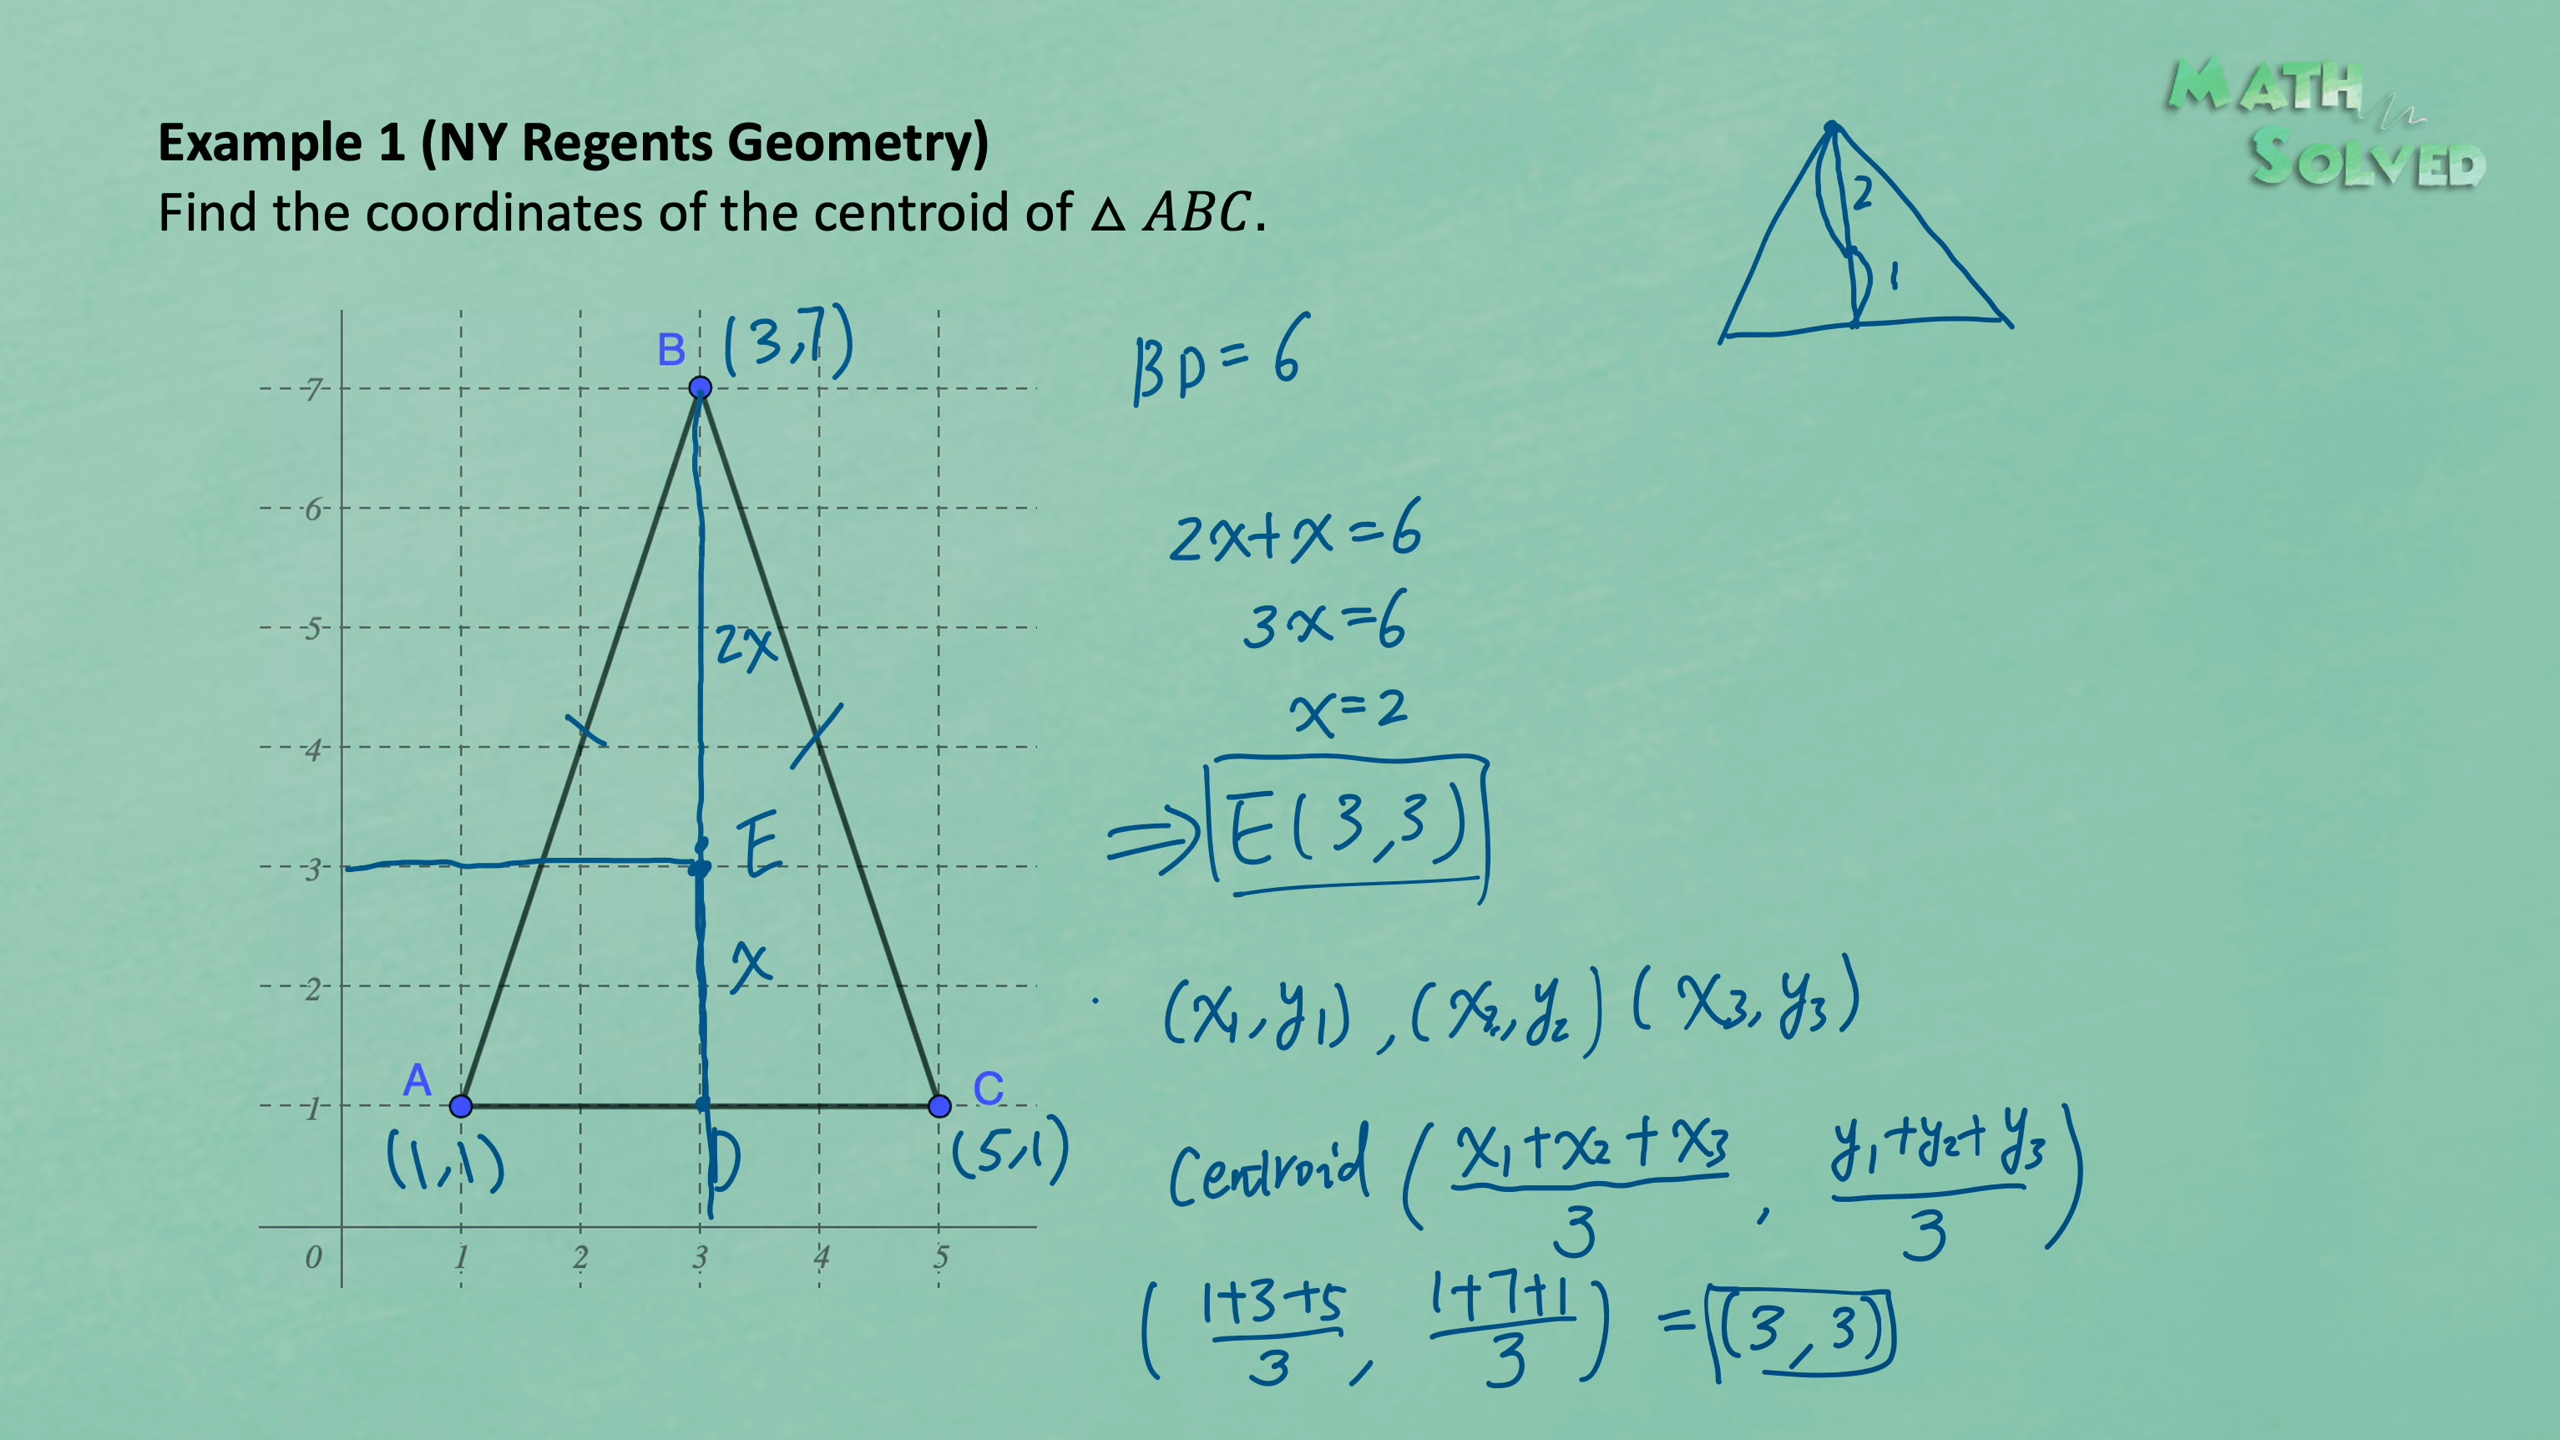 MATH
SOLVED
Example 1 (NY Regents Geometry)
Find the coordinates of the centroid of △ ABC.
2
1
B (3,7)
7
6
5
4
3
2
1
0 1 2 3 4 5
2x
E
x
A
(1,1)
D
C
(5,1)
BD = 6
2x+x=6
3x=6
x=2
⇒ E(3,3)
· (x₁,y₁), (x₂,y₂) (x₃,y₃)
Centroid ( x₁+x₂+x₃ / 3 , y₁+y₂+y₃ / 3 )
( 1+3+5 / 3 , 1+7+1 / 3 ) = (3,3)